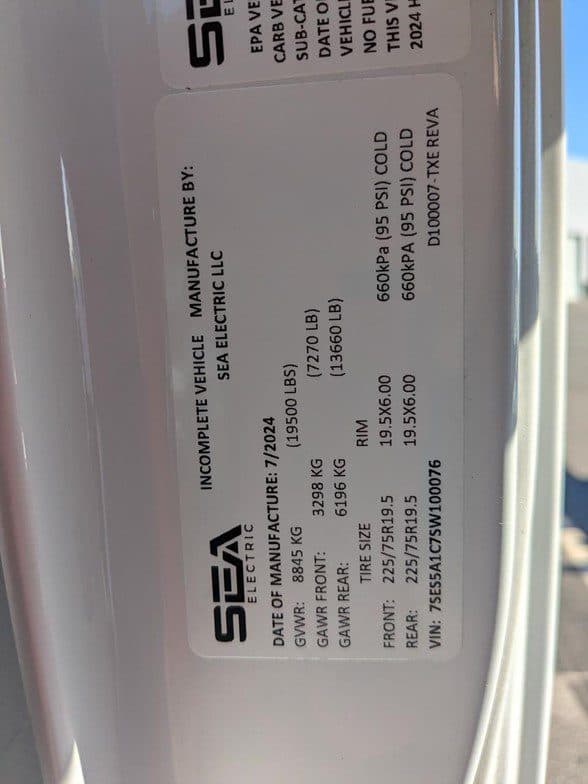 SEA
ELECTRIC
INCOMPLETE VEHICLE MANUFACTURE BY:
SEA ELECTRIC LLC
DATE OF MANUFACTURE: 7/2024
GVWR: 8845 KG (19500 LBS)
GAWR FRONT: 3298 KG (7270 LB)
GAWR REAR: 6196 KG (13660 LB)
TIRE SIZE RIM
FRONT: 225/75R19.5 19.5X6.00 660kPa (95 PSI) COLD
REAR: 225/75R19.5 19.5X6.00 660kPA (95 PSI) COLD
VIN: 7SES5A1C7SW100076 D100007-TXE REVA
EPA VE
CARB VE
SUB-CAT
DATE O
VEHICL
NO FUE
THIS V
2024 H